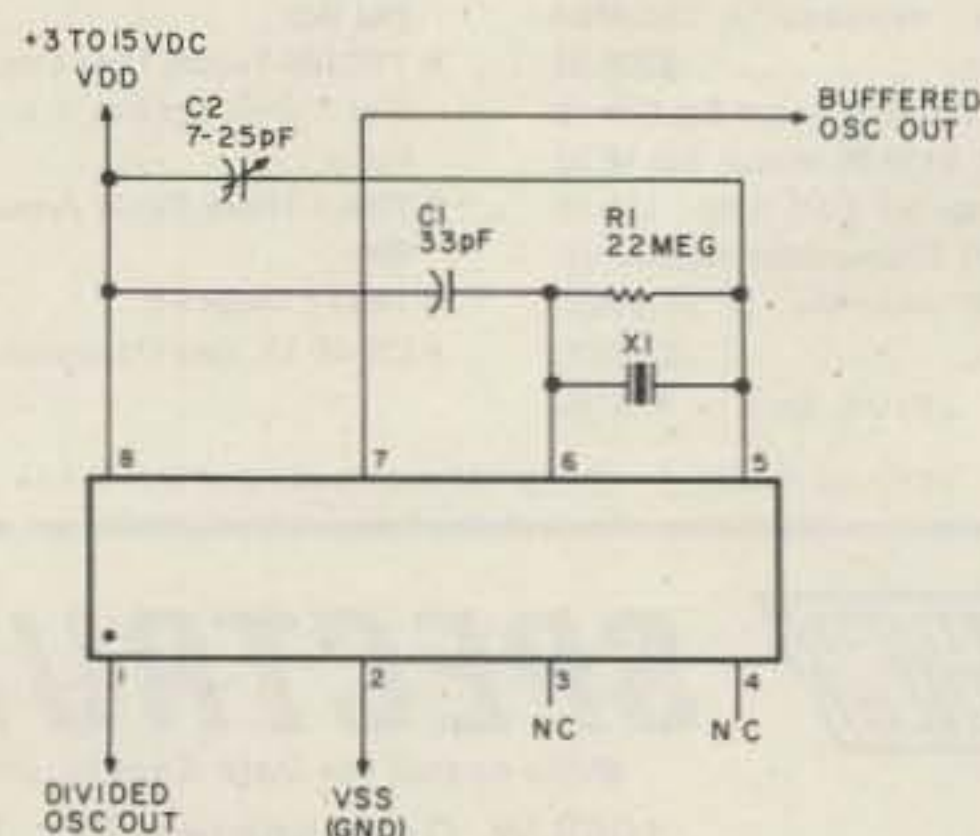 +3 TO 15 VDC
VDD
C2
7-25pF
BUFFERED
OSC OUT
C1
33pF
R1
22MEG
X1
8
7
6
5
1
2
3
4
NC
NC
DIVIDED
OSC OUT
VSS
(GND)